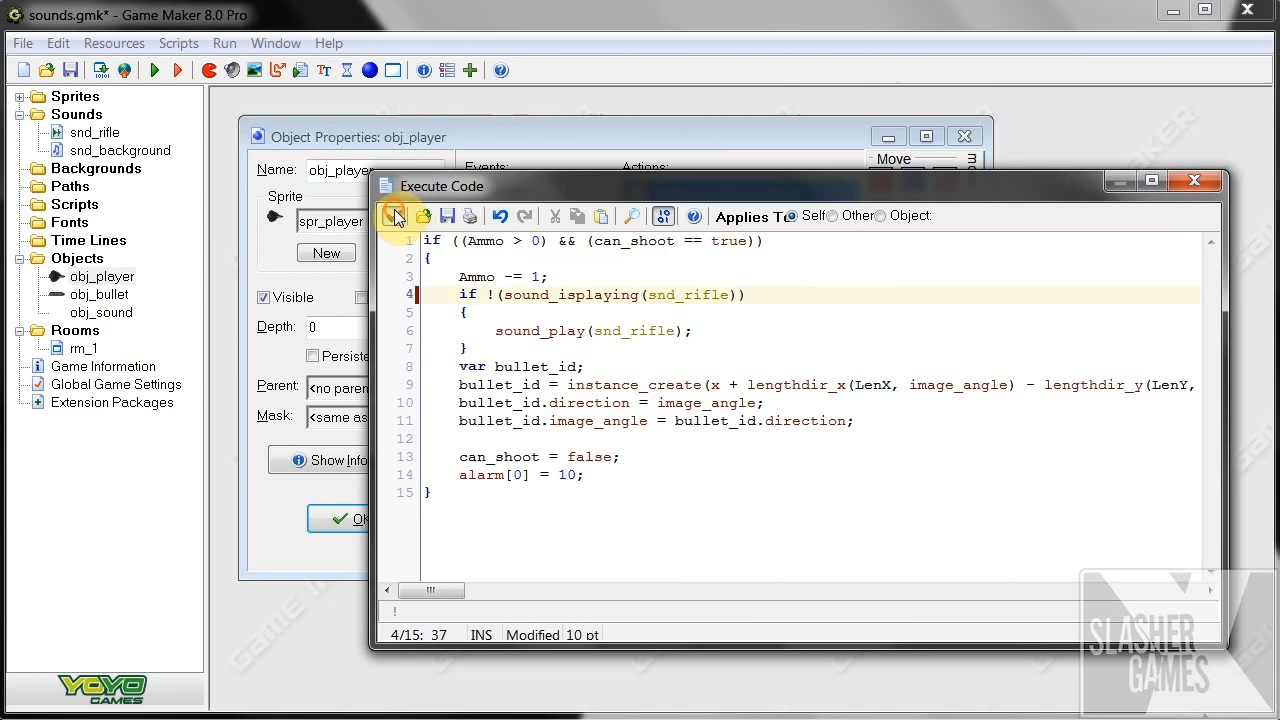 sounds.gmk* - Game Maker 8.0 Pro
File Edit Resources Scripts Run Window Help
Sprites
Sounds
snd_rifle
snd_background
Backgrounds
Paths
Scripts
Fonts
Time Lines
Objects
obj_player
obj_bullet
obj_sound
Rooms
rm_1
Game Information
Global Game Settings
Extension Packages
YOYO
GAMES
Object Properties: obj_player
Name: obj_player
Events:
Actions:
Move
Sprite
spr_player
New
Visible
Depth: 0
Persiste
Parent: <no paren
Mask: <same as
Show Info
OK
Execute Code
Applies To: Self Other Object:
1 if ((Ammo > 0) && (can_shoot == true))
2 {
3 Ammo -= 1;
4 if !(sound_isplaying(snd_rifle))
5 {
6 sound_play(snd_rifle);
7 }
8 var bullet_id;
9 bullet_id = instance_create(x + lengthdir_x(LenX, image_angle) - lengthdir_y(LenY,
10 bullet_id.direction = image_angle;
11 bullet_id.image_angle = bullet_id.direction;
12
13 can_shoot = false;
14 alarm[0] = 10;
15 }
!
4/15: 37 INS Modified 10 pt
SLASHER
GAMES